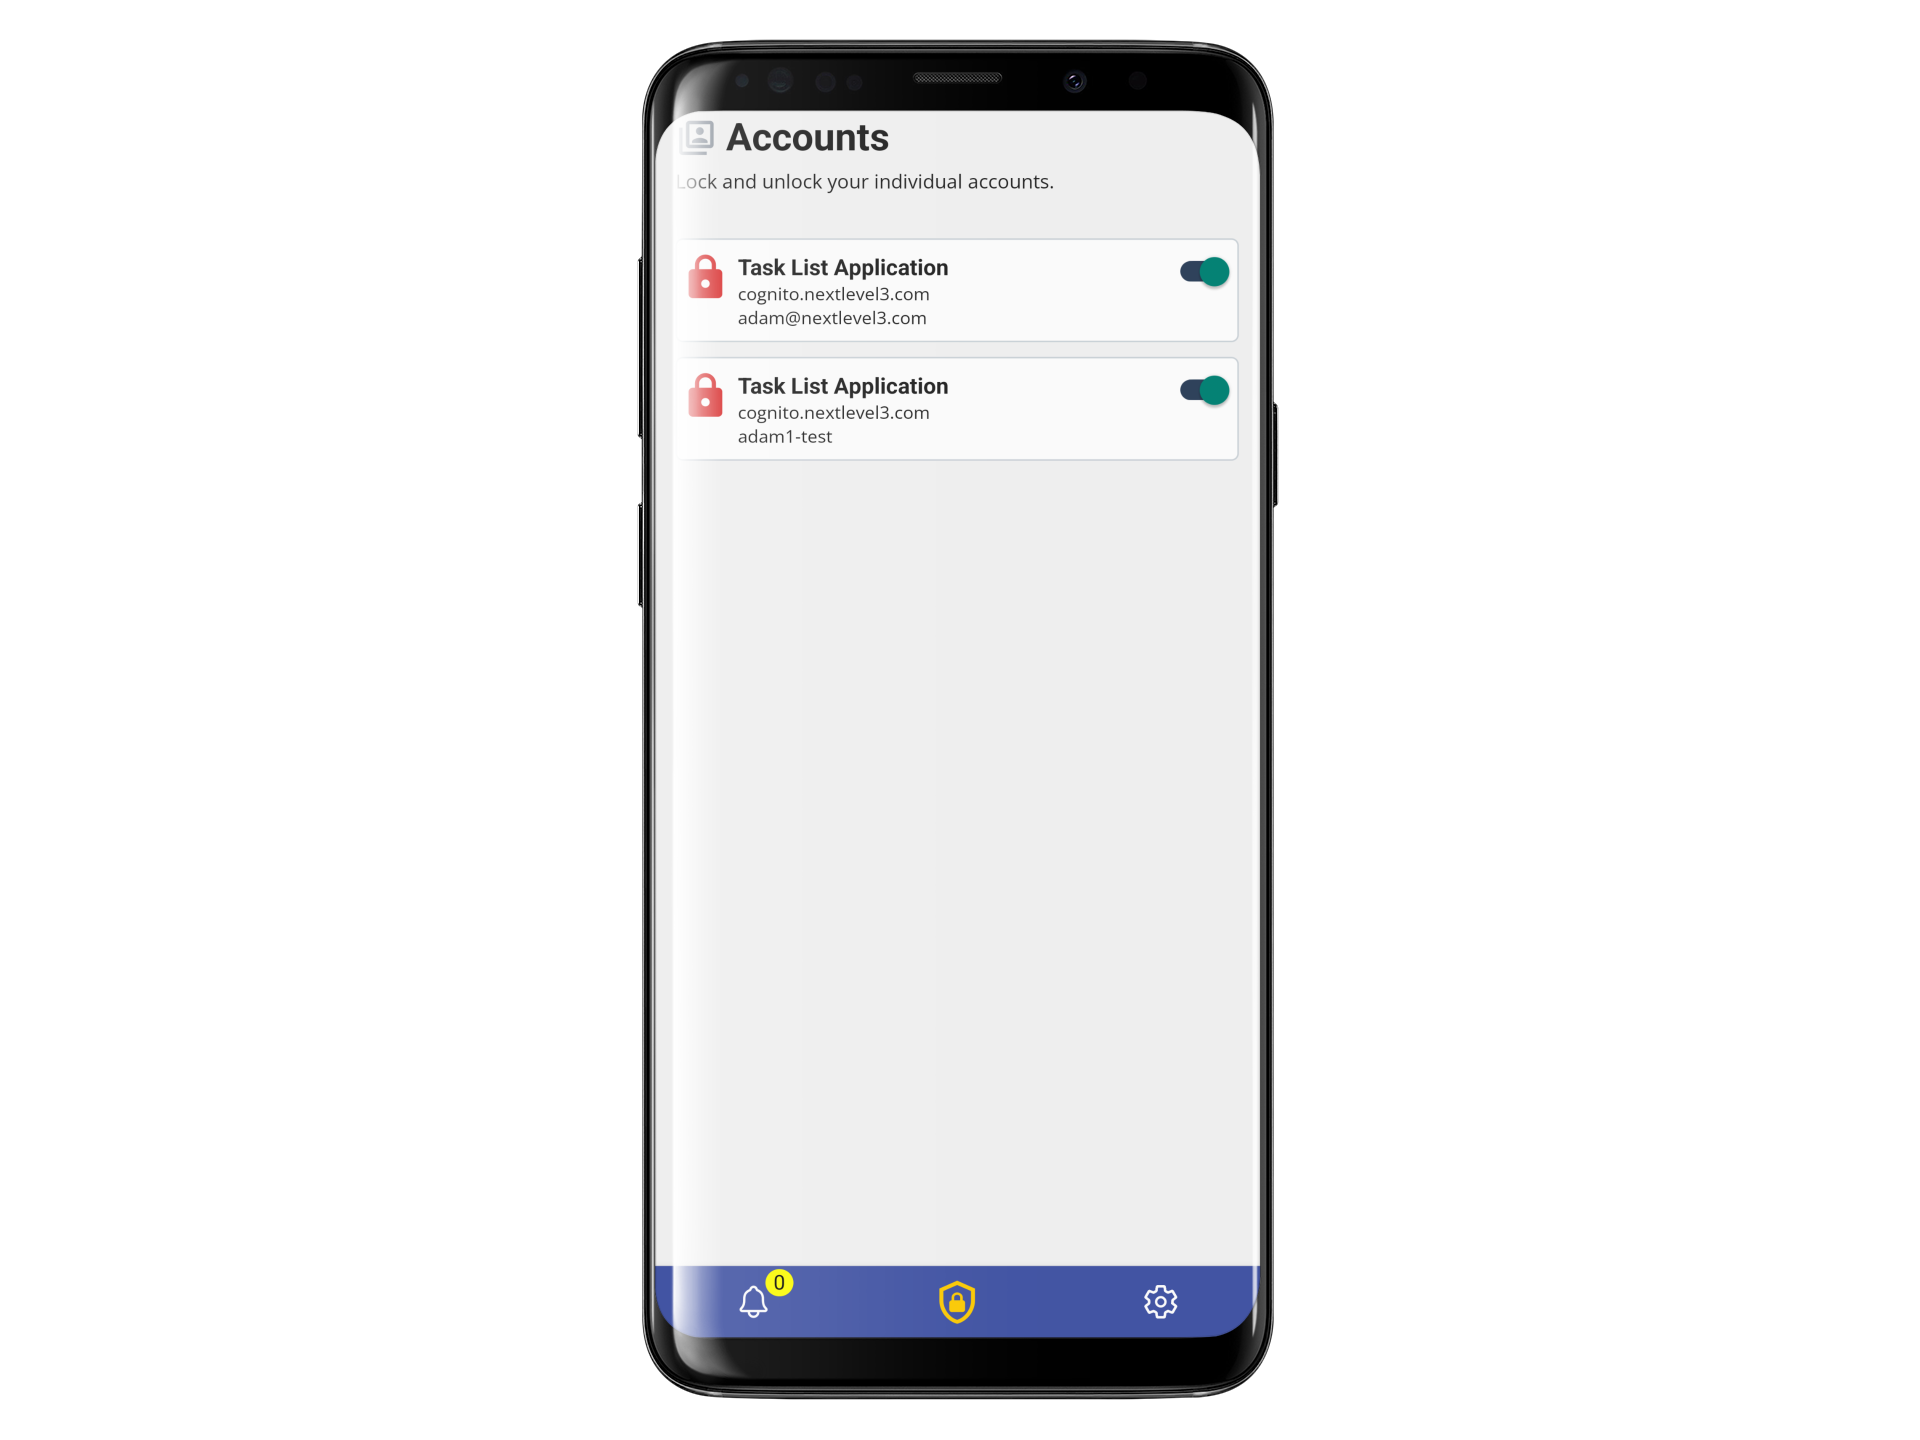 Accounts
Lock and unlock your individual accounts.
Task List Application
cognito.nextlevel3.com
adam@nextlevel3.com
Task List Application
cognito.nextlevel3.com
adam1-test
0